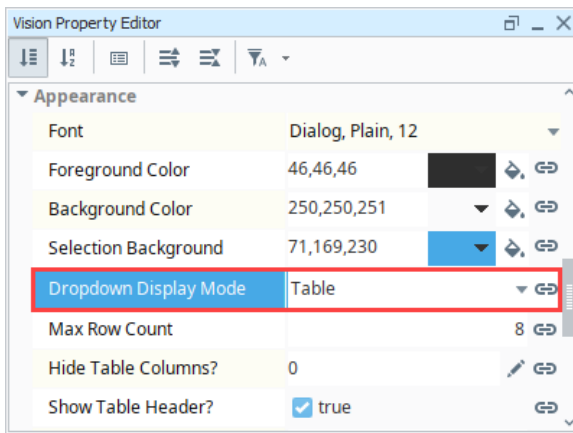 Vision Property Editor
Appearance
Font Dialog, Plain, 12
Foreground Color 46,46,46
Background Color 250,250,251
Selection Background 71,169,230
Dropdown Display Mode Table
Max Row Count 8
Hide Table Columns? 0
Show Table Header? true